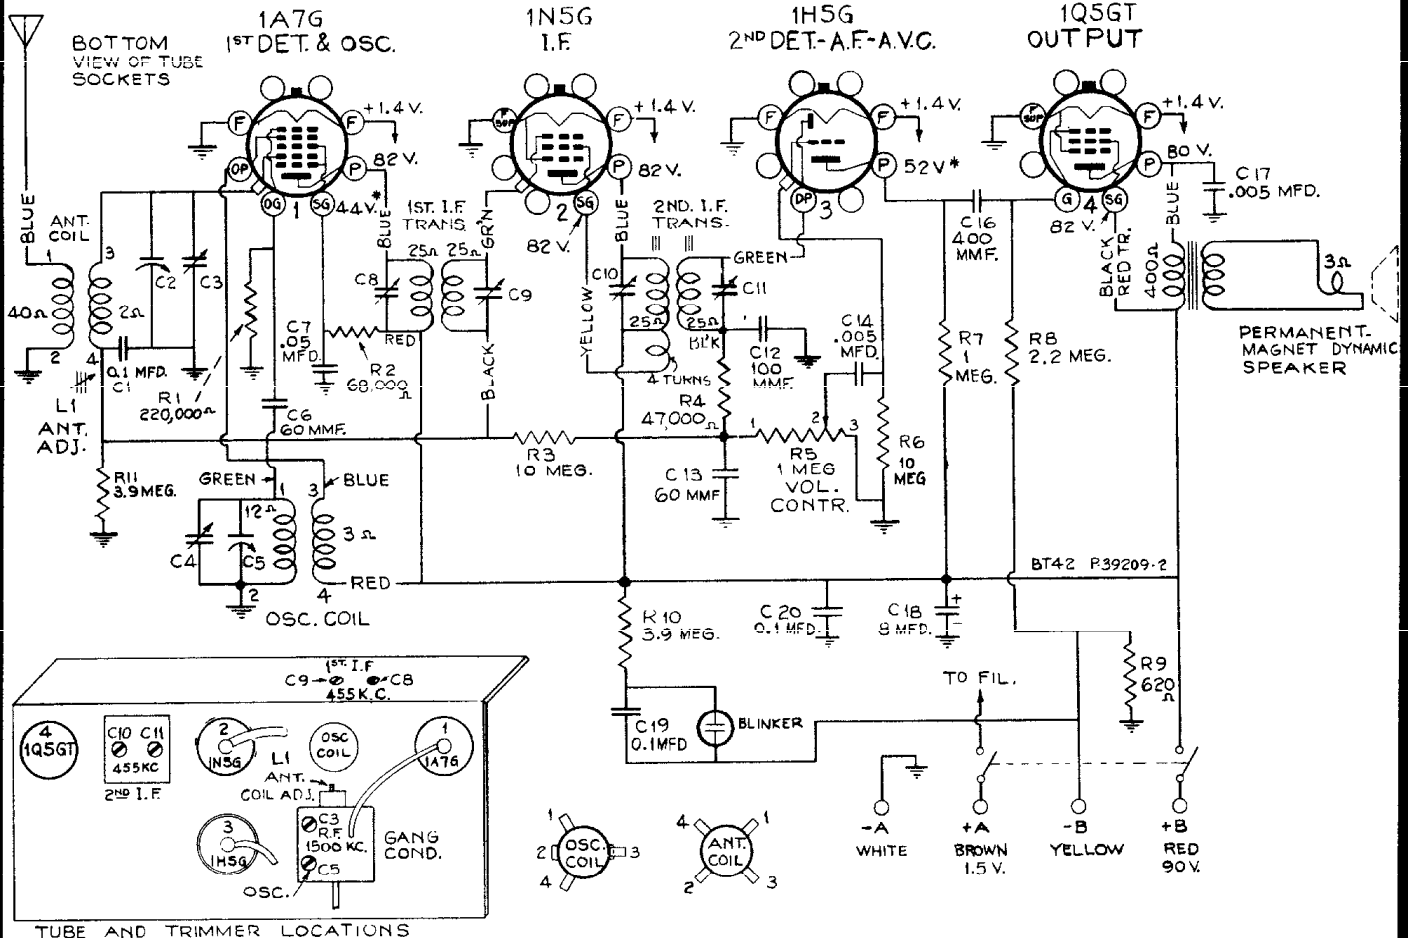 1A7G
1ST DET. & OSC.
1N5G
I.F.
1H5G
2ND DET.-A.F.-A.V.C.
1Q5GT
OUTPUT
BOTTOM
VIEW OF TUBE
SOCKETS
F
F
+1.4 V.
OP
P
82 V.
OG
1
SG
44V*
F
SUP
F
+1.4 V.
P
82 V.
2
SG
82 V.
F
F
+1.4 V.
P
52V*
DP
3
F
SUP
F
+1.4 V.
P
80 V.
G
4
SG
82 V.
C17
.005 MFD.
BLUE
ANT.
COIL
1
3
40Ω
2Ω
2
4
C2
C3
0.1 MFD.
C1
L1
ANT.
ADJ.
R1
220,000Ω
C7
.05
MFD.
R2
68,000
Ω
C6
60 MMF.
BLUE
1ST. I.F.
TRANS.
25Ω
25Ω
GR'N
C8
C9
RED
BLACK
YELLOW
BLUE
2ND. I.F.
TRANS.
C10
C11
25Ω
25Ω
BL'K
4 TURNS
GREEN
C12
100
MMF.
C14
.005
MFD.
R4
47,000
Ω
C16
400
MMF.
R7
1
MEG.
R8
2.2 MEG.
BLACK
RED TR.
BLUE
400Ω
3Ω
PERMANENT
MAGNET DYNAMIC
SPEAKER
R3
10 MEG.
1
2
3
R5
1 MEG
VOL.
CONTR.
R6
10
MEG
C13
60 MMF
R11
3.9 MEG.
GREEN
1
3
BLUE
12Ω
3Ω
C4
C5
2
4
RED
OSC. COIL
BT42 P39209-2
R10
3.9 MEG.
C20
0.1 MFD.
C18
8 MFD.
+
-
R9
620
Ω
C19
0.1MFD
BLINKER
TO FIL.
-A
WHITE
+A
BROWN
1.5 V.
-B
YELLOW
+B
RED
90 V.
1ST. I.F
C9
C8
455 K.C.
4
1Q5GT
C10 C11
455KC
2ND I.F.
2
1N5G
OSC
COIL
1
1A7G
L1
ANT.
COIL ADJ.
3
1H5G
C3
R.F.
1500 KC.
C5
OSC.
GANG
COND.
1
2
OSC.
COIL
3
4
4
1
ANT.
COIL
2
3
TUBE AND TRIMMER LOCATIONS